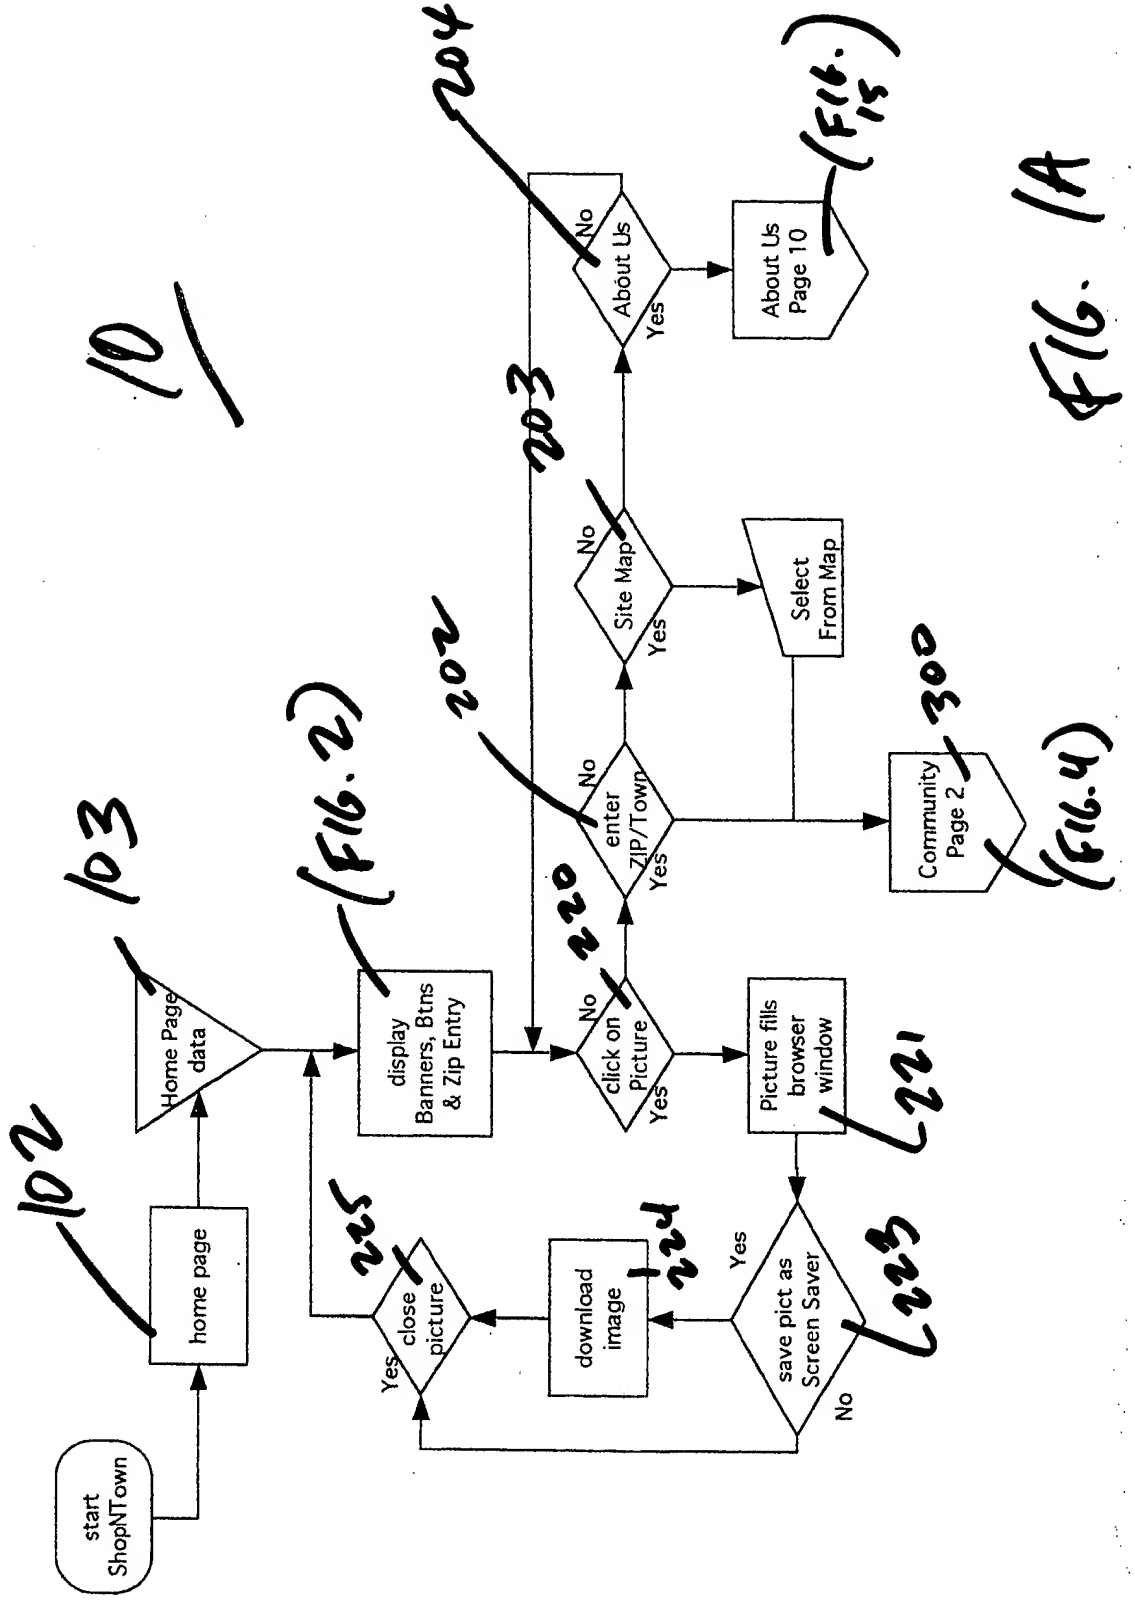 10
start
ShopNTown
102
home page
103
Home Page
data
(FIG. 2)
display
Banners, Btns
& Zip Entry
225
Yes
close
picture
224
download
image
Yes
save pict as
Screen Saver
No
223
220
No
click on
Picture
Yes
Picture fills
browser
window
221
202
No
enter
ZIP/Town
Yes
Community
Page 2
300
(FIG.4)
203
No
Site Map
Yes
Select
From Map
204
No
About Us
Yes
About Us
Page 10
(FIG.
15)
FIG. 1A